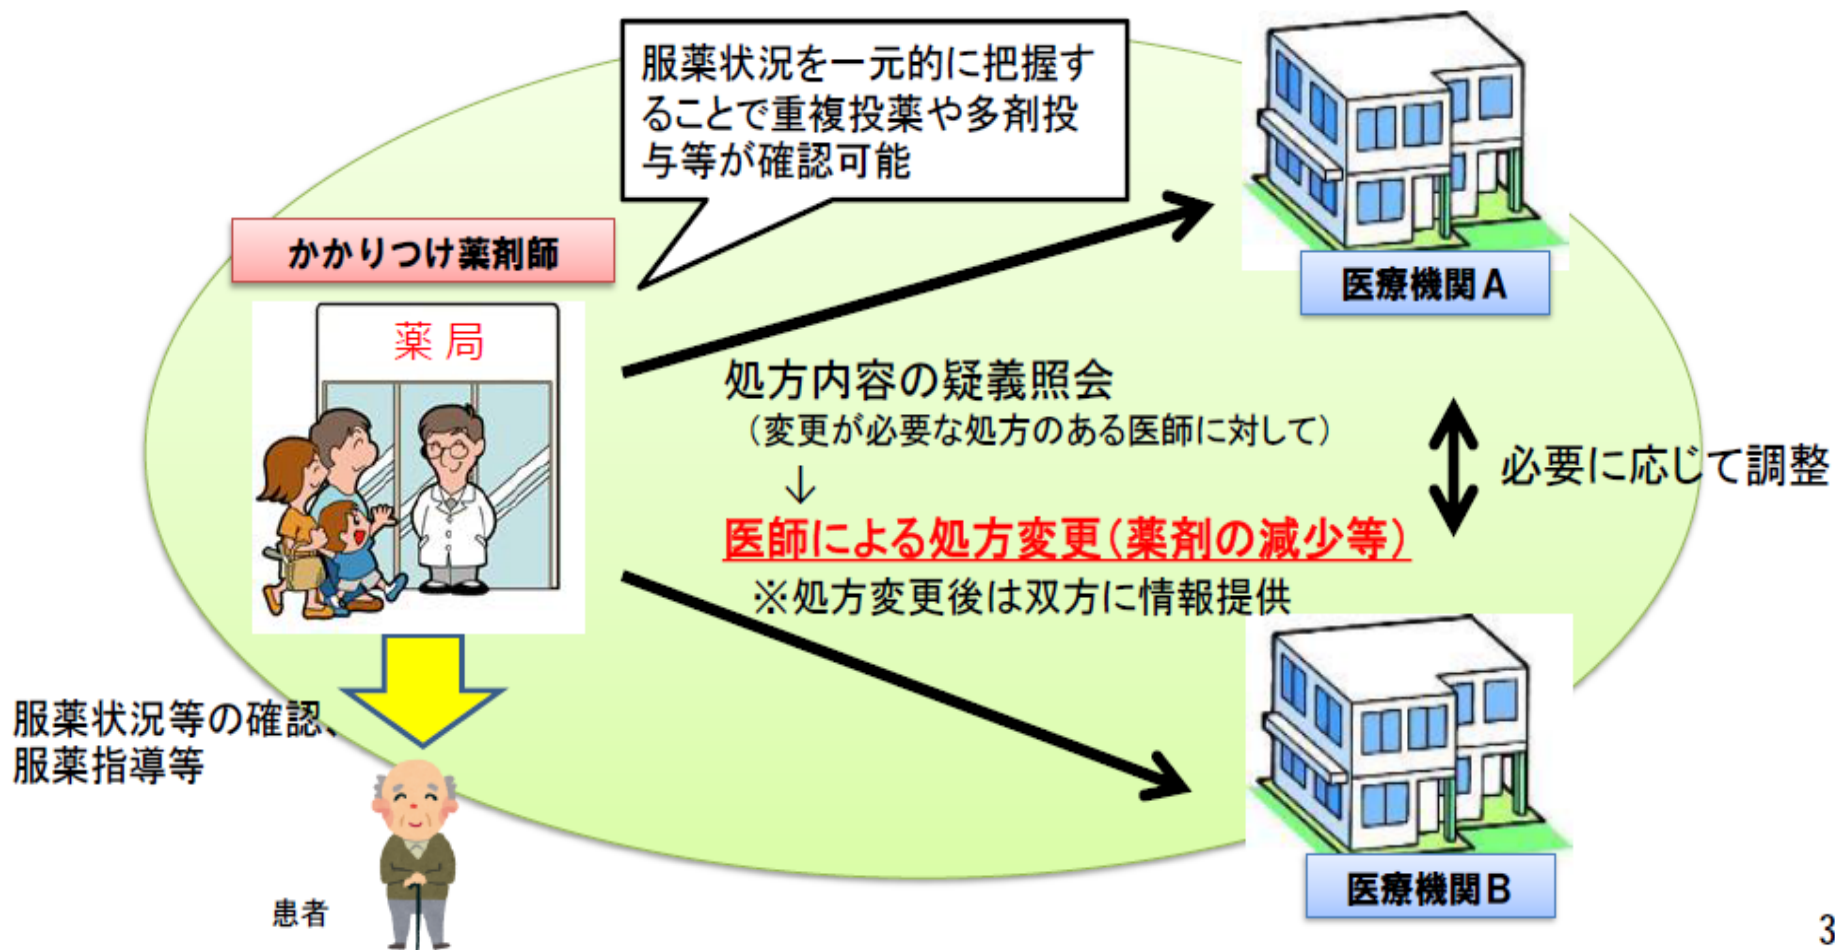 服薬状況を一元的に把握す
ることで重複投薬や多剤投
与等が確認可能
かかりつけ薬剤師
薬局
医療機関A
処方内容の疑義照会
（変更が必要な処方のある医師に対して）
↓
医師による処方変更（薬剤の減少等）
※処方変更後は双方に情報提供
必要に応じて調整
服薬状況等の確認、
服薬指導等
患者
医療機関B
3